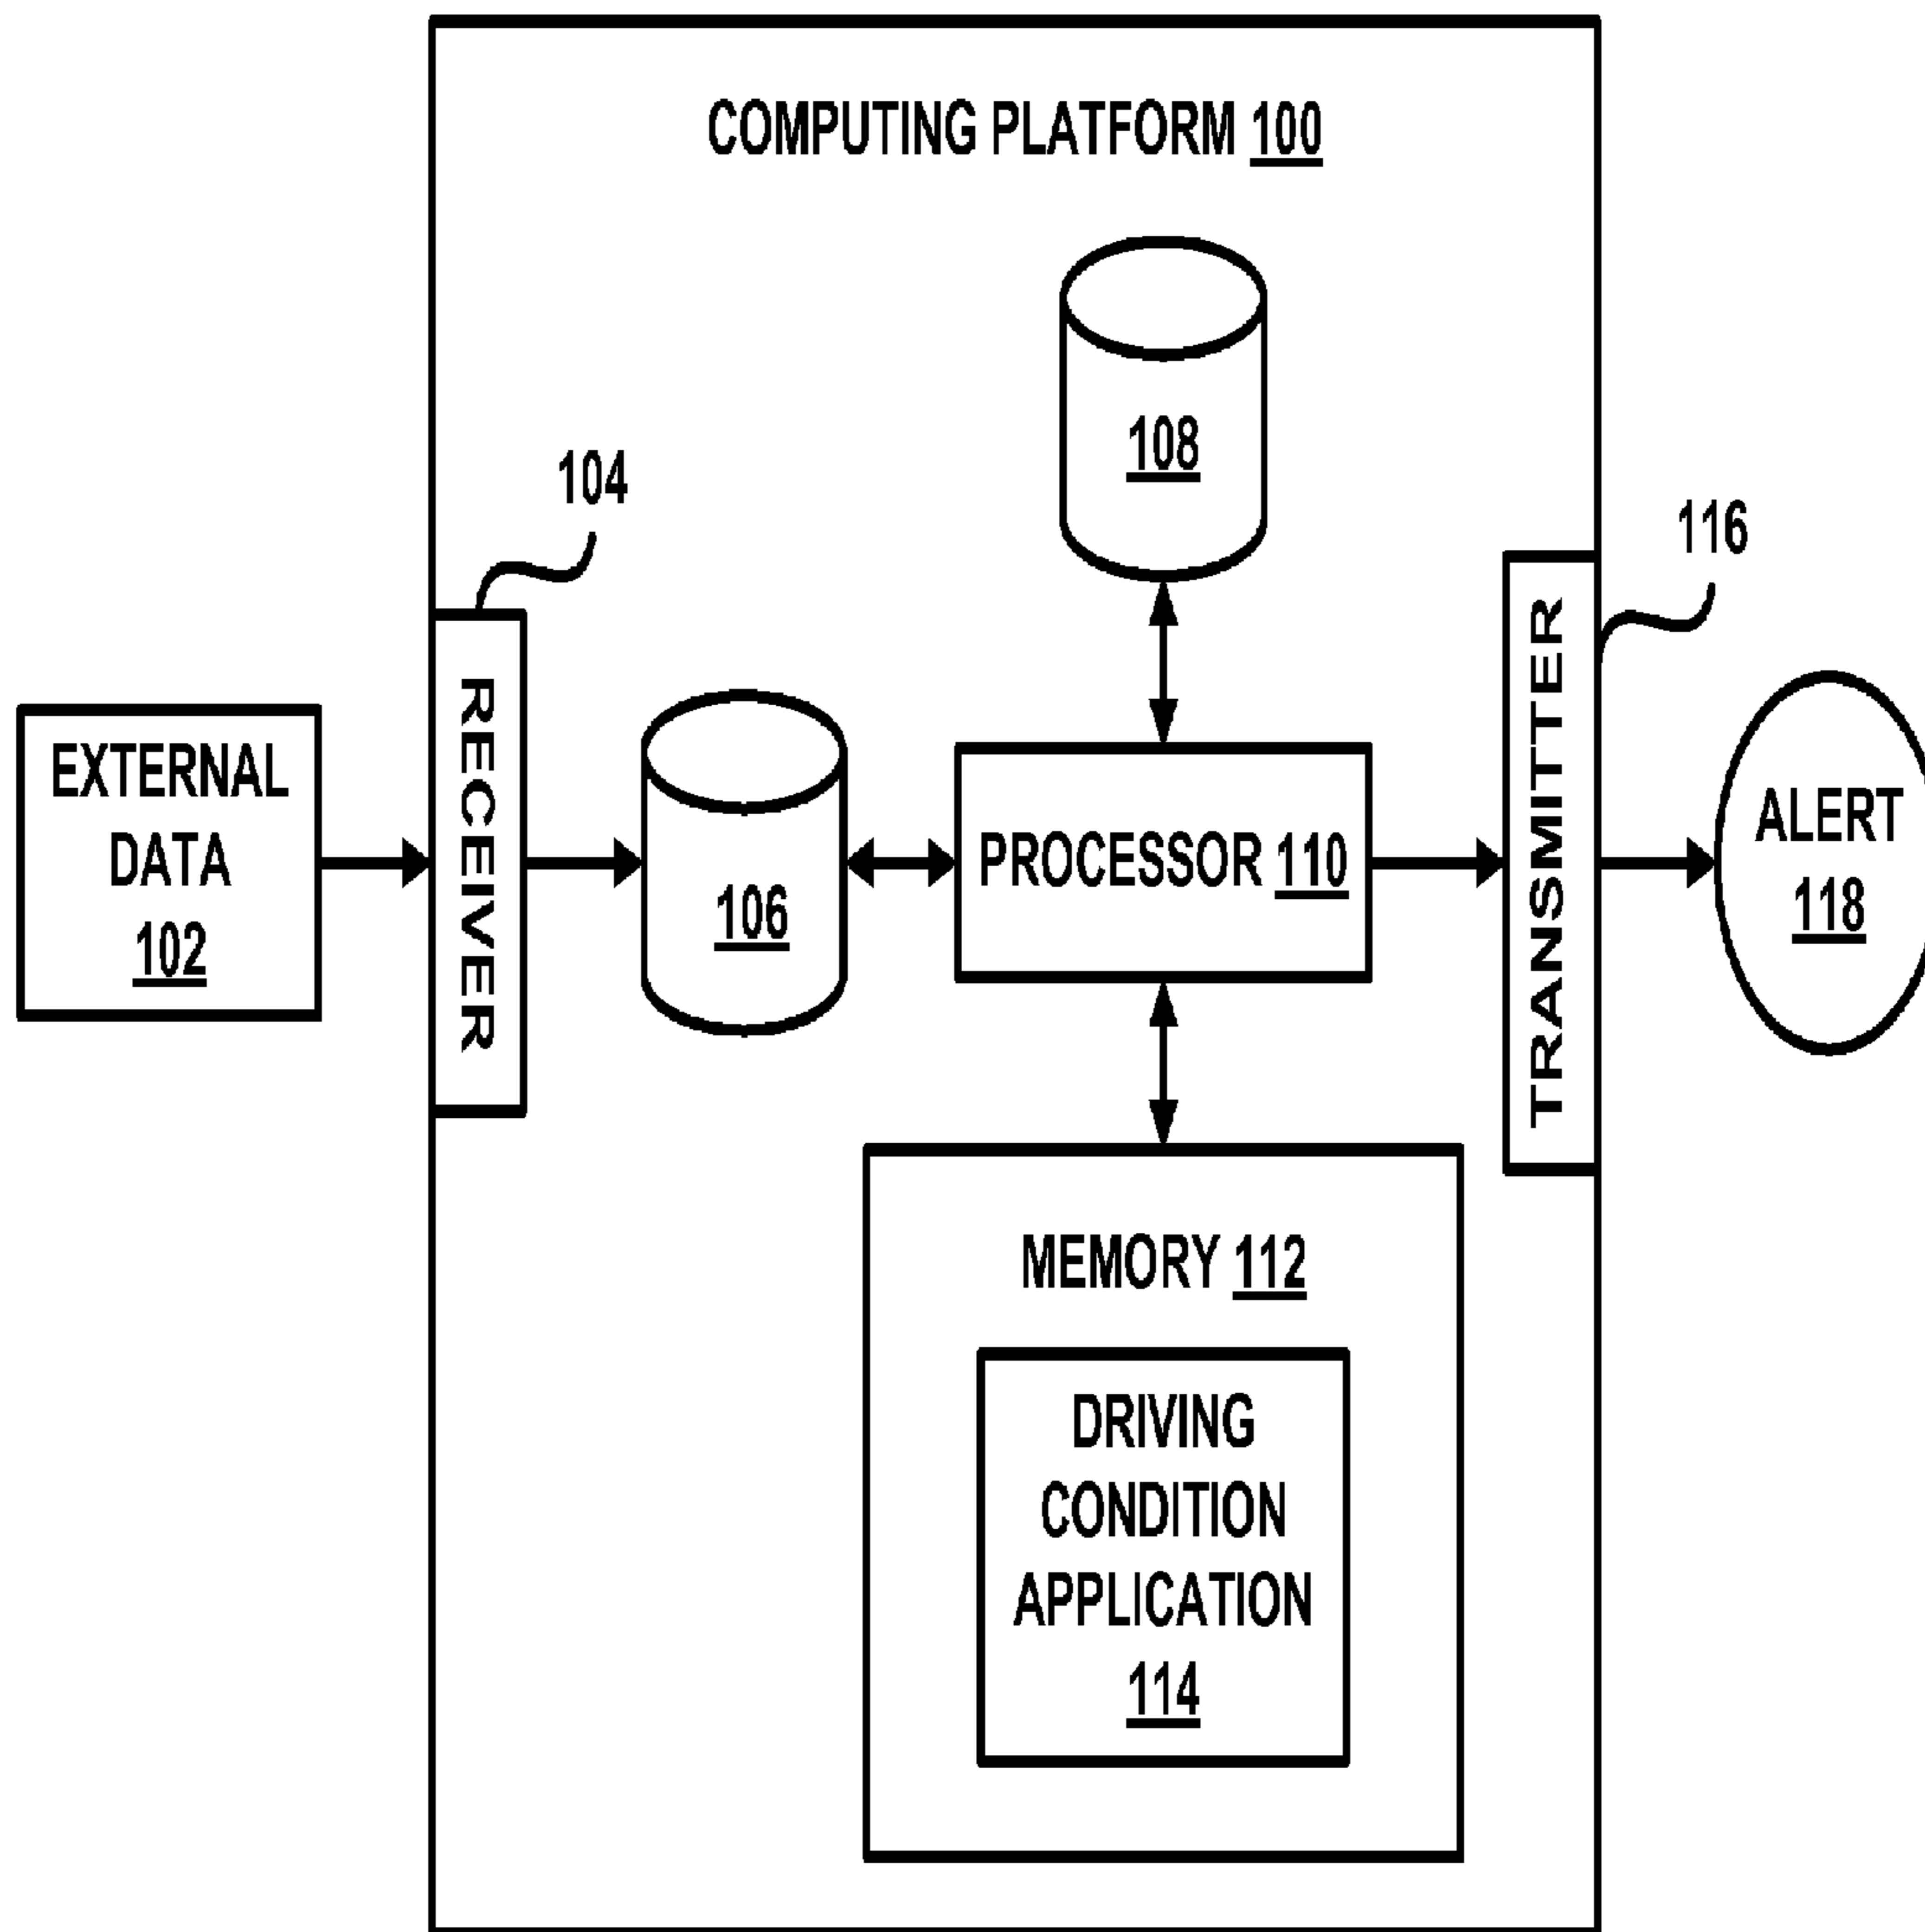 COMPUTING PLATFORM 100
108
104
116
EXTERNAL
DATA
102
RECEIVER
106
PROCESSOR 110
TRANSMITTER
ALERT
118
MEMORY 112
DRIVING
CONDITION
APPLICATION
114